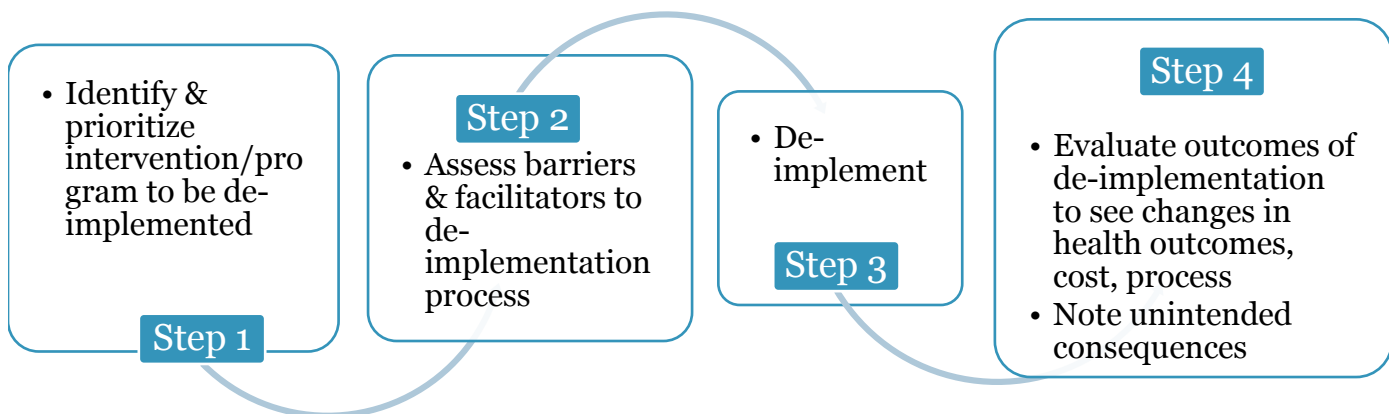 • Identify &
prioritize
intervention/pro
gram to be de-
implemented
Step 1
Step 2
• Assess barriers
& facilitators to
de-
implementation
process
• De-
implement
Step 3
Step 4
• Evaluate outcomes of
de-implementation
to see changes in
health outcomes,
cost, process
• Note unintended
consequences